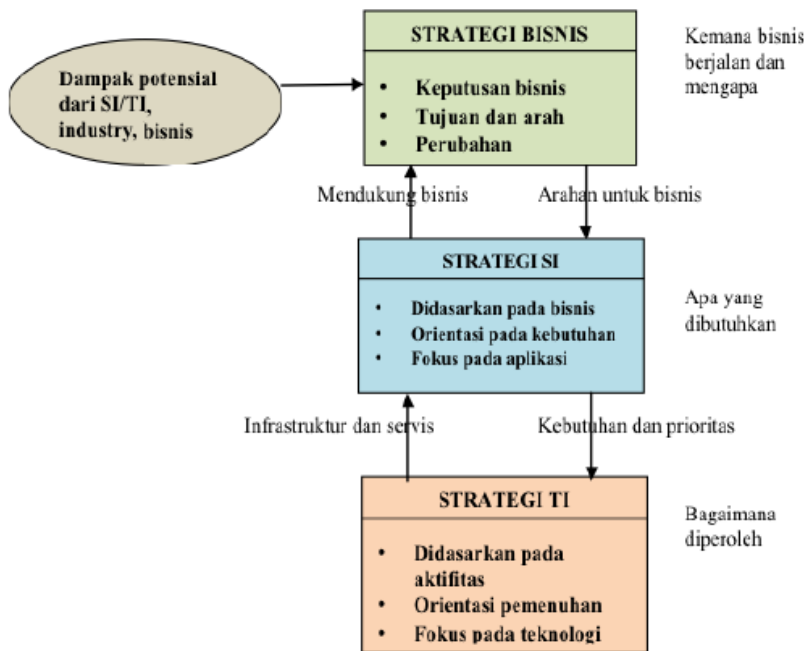 Dampak potensial
dari SI/TI,
industry, bisnis
STRATEGI BISNIS
• Keputusan bisnis
• Tujuan dan arah
• Perubahan
Kemana bisnis
berjalan dan
mengapa
Mendukung bisnis
Arahan untuk bisnis
STRATEGI SI
• Didasarkan pada bisnis
• Orientasi pada kebutuhan
• Fokus pada aplikasi
Apa yang
dibutuhkan
Infrastruktur dan servis
Kebutuhan dan prioritas
STRATEGI TI
• Didasarkan pada
aktifitas
• Orientasi pemenuhan
• Fokus pada teknologi
Bagaimana
diperoleh